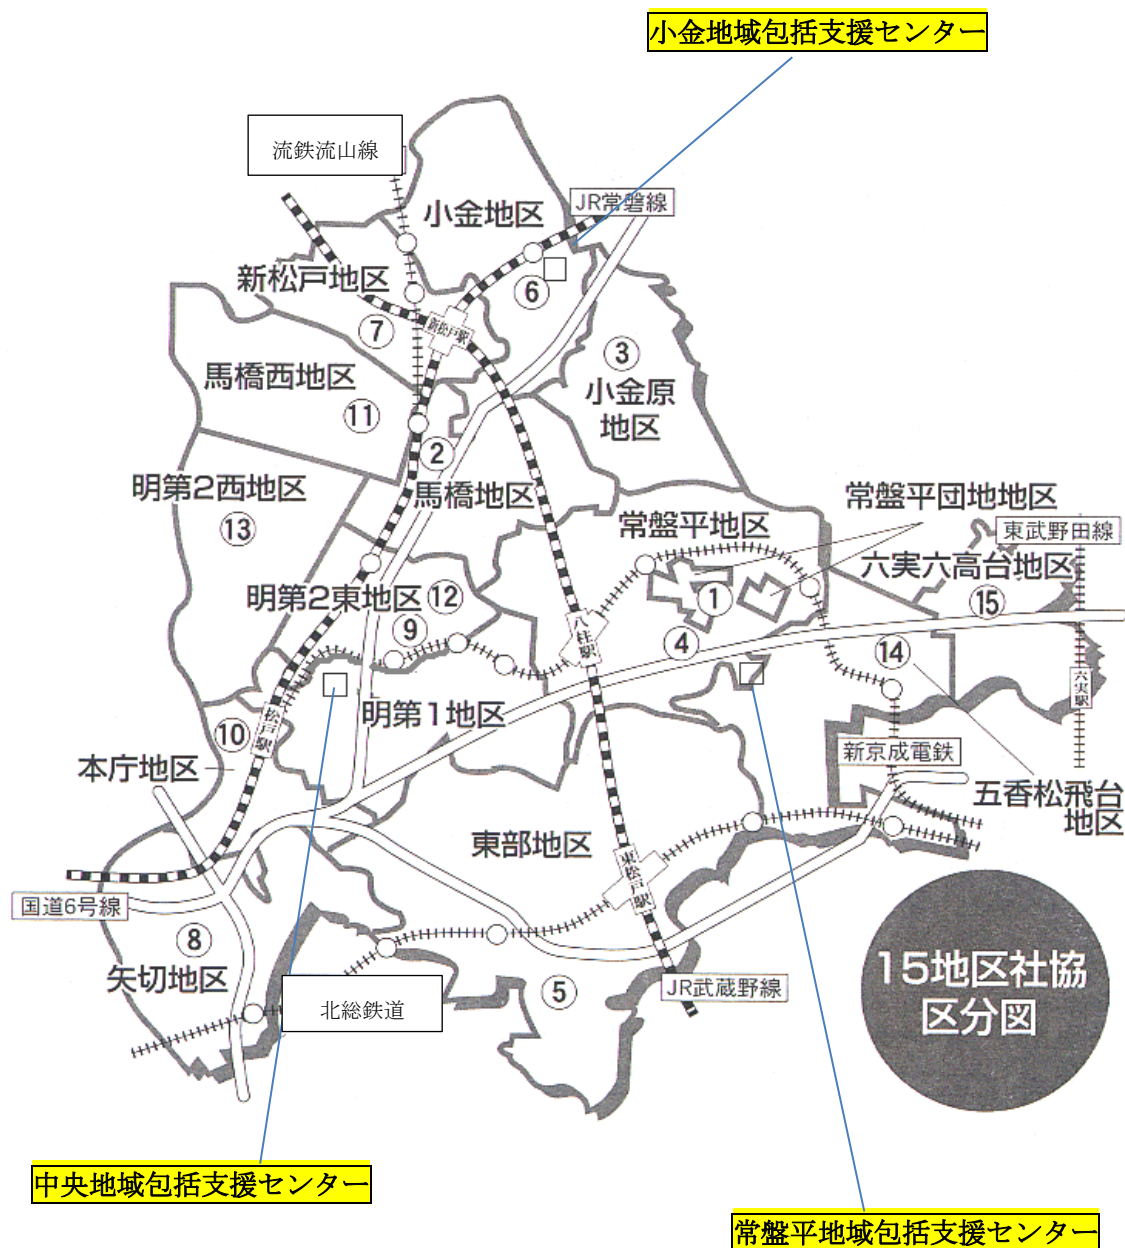 小金地域包括支援センター
流鉄流山線
小金地区
JR常磐線
新松戸地区
⑥
⑦
新松戸駅
③
小金原
地区
馬橋西地区
⑪
②
馬橋地区
明第2西地区
⑬
常盤平団地地区
常盤平地区
東武野田線
六実六高台地区
⑮
明第2東地区
⑫
①
⑨
八柱駅
④
⑭
六実駅
明第1地区
⑩
松戸駅
本庁地区
新京成電鉄
五香松飛台
地区
東部地区
東松戸駅
国道6号線
⑧
矢切地区
北総鉄道
⑤
JR武蔵野線
15地区社協
区分図
中央地域包括支援センター
常盤平地域包括支援センター